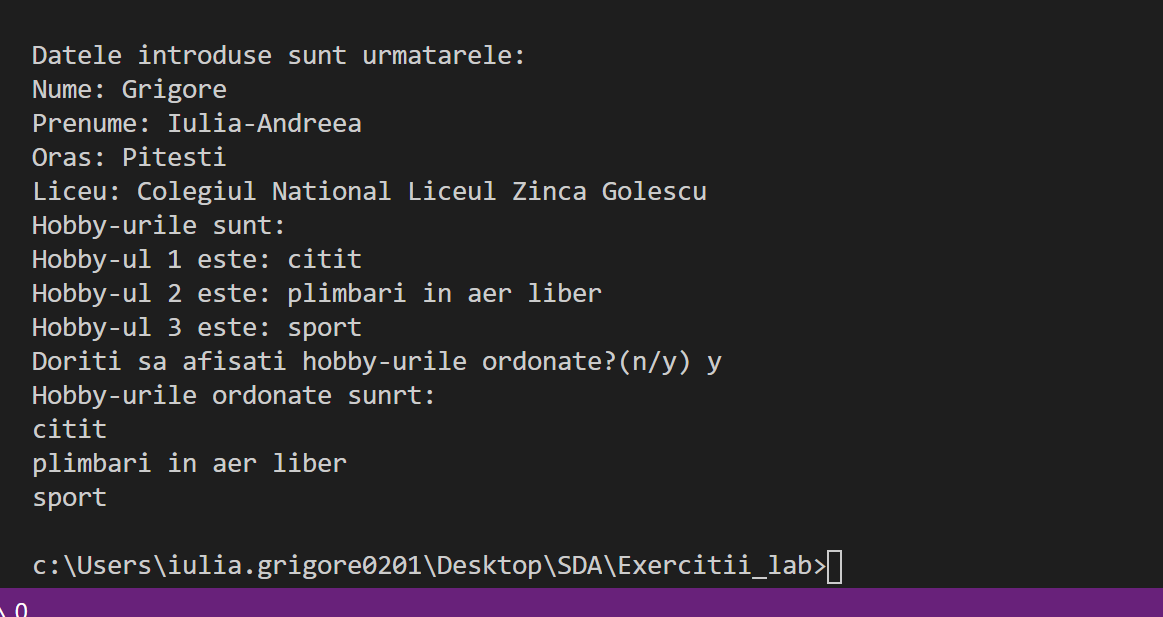 Datele introduse sunt urmatarele:
Nume: Grigore
Prenume: Iulia-Andreea
Oras: Pitesti
Liceu: Colegiul National Liceul Zinca Golescu
Hobby-urile sunt:
Hobby-ul 1 este: citit
Hobby-ul 2 este: plimbari in aer liber
Hobby-ul 3 este: sport
Doriti sa afisati hobby-urile ordonate?(n/y) y
Hobby-urile ordonate sunrt:
citit
plimbari in aer liber
sport
c:\Users\iulia.grigore0201\Desktop\SDA\Exercitii_lab>
0